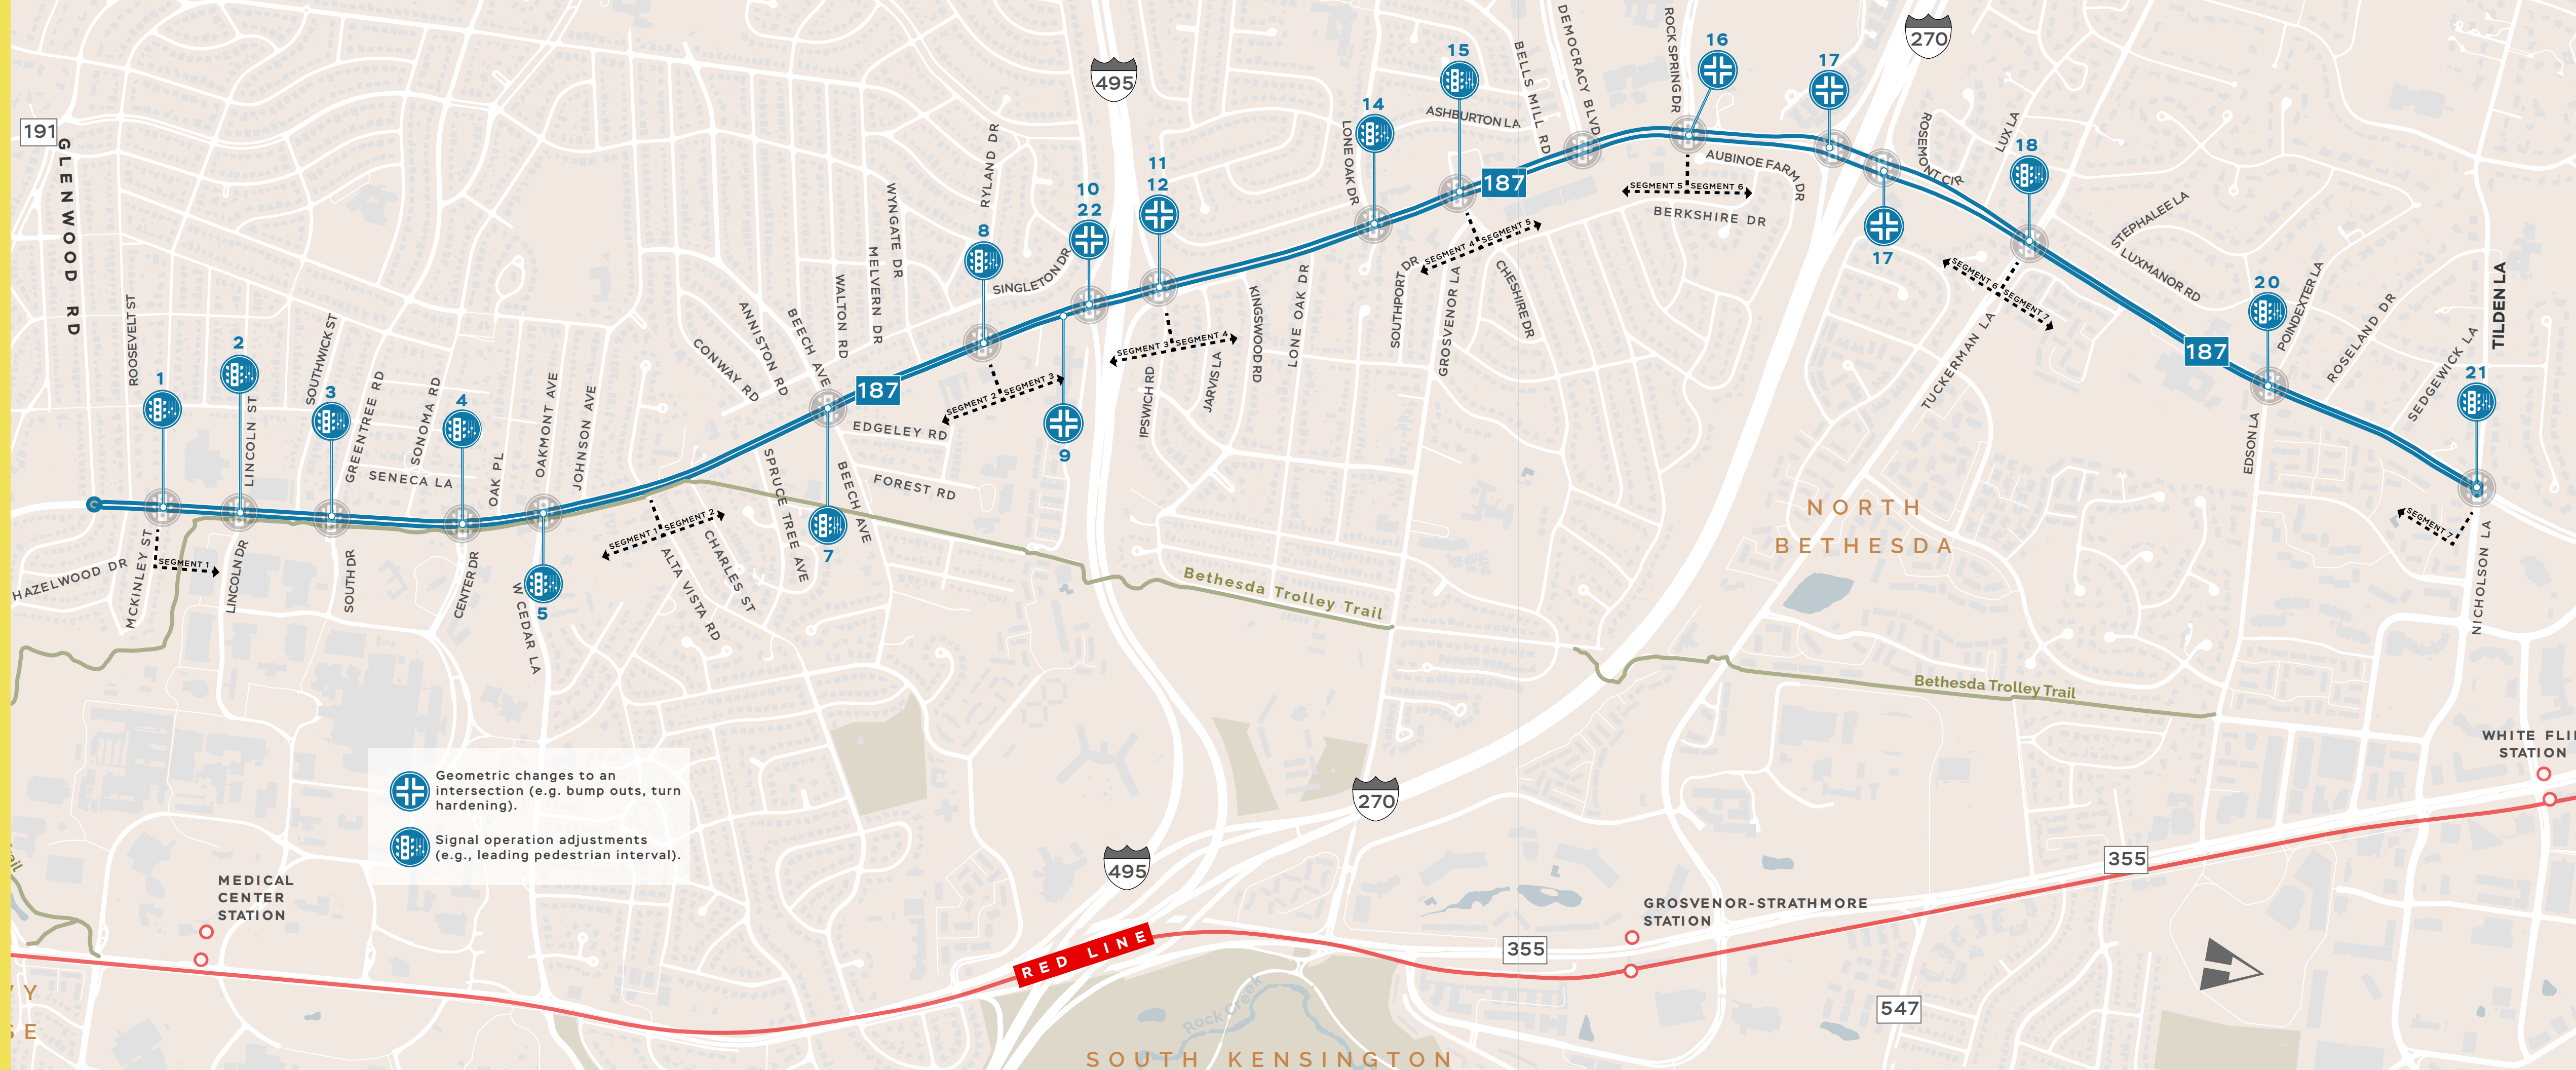 191
GLENWOOD RD
ROOSEVELT ST
1
2
LINCOLN ST
SOUTHWICK ST
3
GREENTREE RD
SENECA LA
SONOMA RD
4
OAK PL
OAKMONT AVE
JOHNSON AVE
HAZELWOOD DR
MCKINLEY ST
SEGMENT 1
LINCOLN DR
SOUTH DR
CENTER DR
W CEDAR LA
5
SEGMENT 1
SEGMENT 2
ALTA VISTA RD
CHARLES ST
SPRUCE TREE AVE
CONWAY RD
ANNISTON RD
BEECH AVE
WALTON RD
MELVERN DR
WYNGATE DR
187
EDGELEY RD
FOREST RD
BEECH AVE
7
RYLAND DR
8
SINGLETON DR
SEGMENT 2
SEGMENT 3
9
10
22
495
11
12
SEGMENT 3
SEGMENT 4
IPSWICH RD
JARVIS LA
KINGSWOOD RD
LONE OAK DR
LONE OAK DR
14
15
ASHBURTON LA
BELLS MILL RD
DEMOCRACY BLVD
187
SOUTHPORT DR
SEGMENT 4
SEGMENT 5
GROSVENOR LA
CHESHIRE DR
ROCK SPRING DR
16
17
AUBINOE FARM DR
SEGMENT 5
SEGMENT 6
BERKSHIRE DR
270
ROSEMONT CIR
17
LUX LA
18
SEGMENT 6
SEGMENT 7
TUCKERMAN LA
STEPHALEE LA
LUXMANOR RD
187
20
POINDEXTER LA
EDSON LA
ROSELAND DR
SEDGEWICK LA
TILDEN LA
21
SEGMENT 7
NICHOLSON LA
NORTH
BETHESDA
Bethesda Trolley Trail
Bethesda Trolley Trail
WHITE FLI
STATION
Geometric changes to an
intersection (e.g. bump outs, turn
hardening).
Signal operation adjustments
(e.g., leading pedestrian interval).
MEDICAL
CENTER
STATION
495
270
RED LINE
355
GROSVENOR-STRATHMORE
STATION
355
547
Rock Creek
SOUTH KENSINGTON